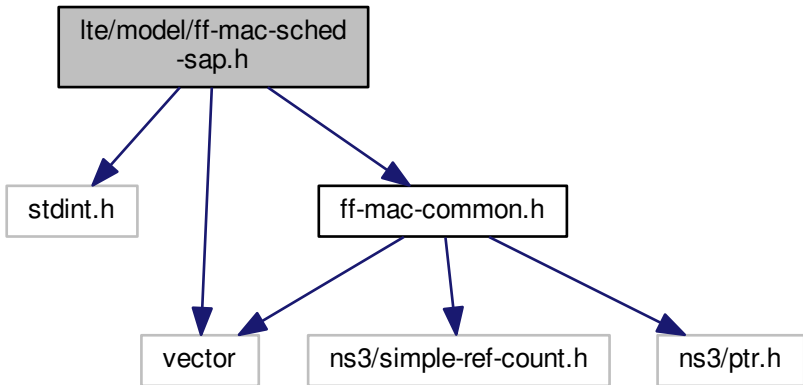 lte/model/ff-mac-sched
-sap.h
stdint.h
ff-mac-common.h
vector
ns3/simple-ref-count.h
ns3/ptr.h